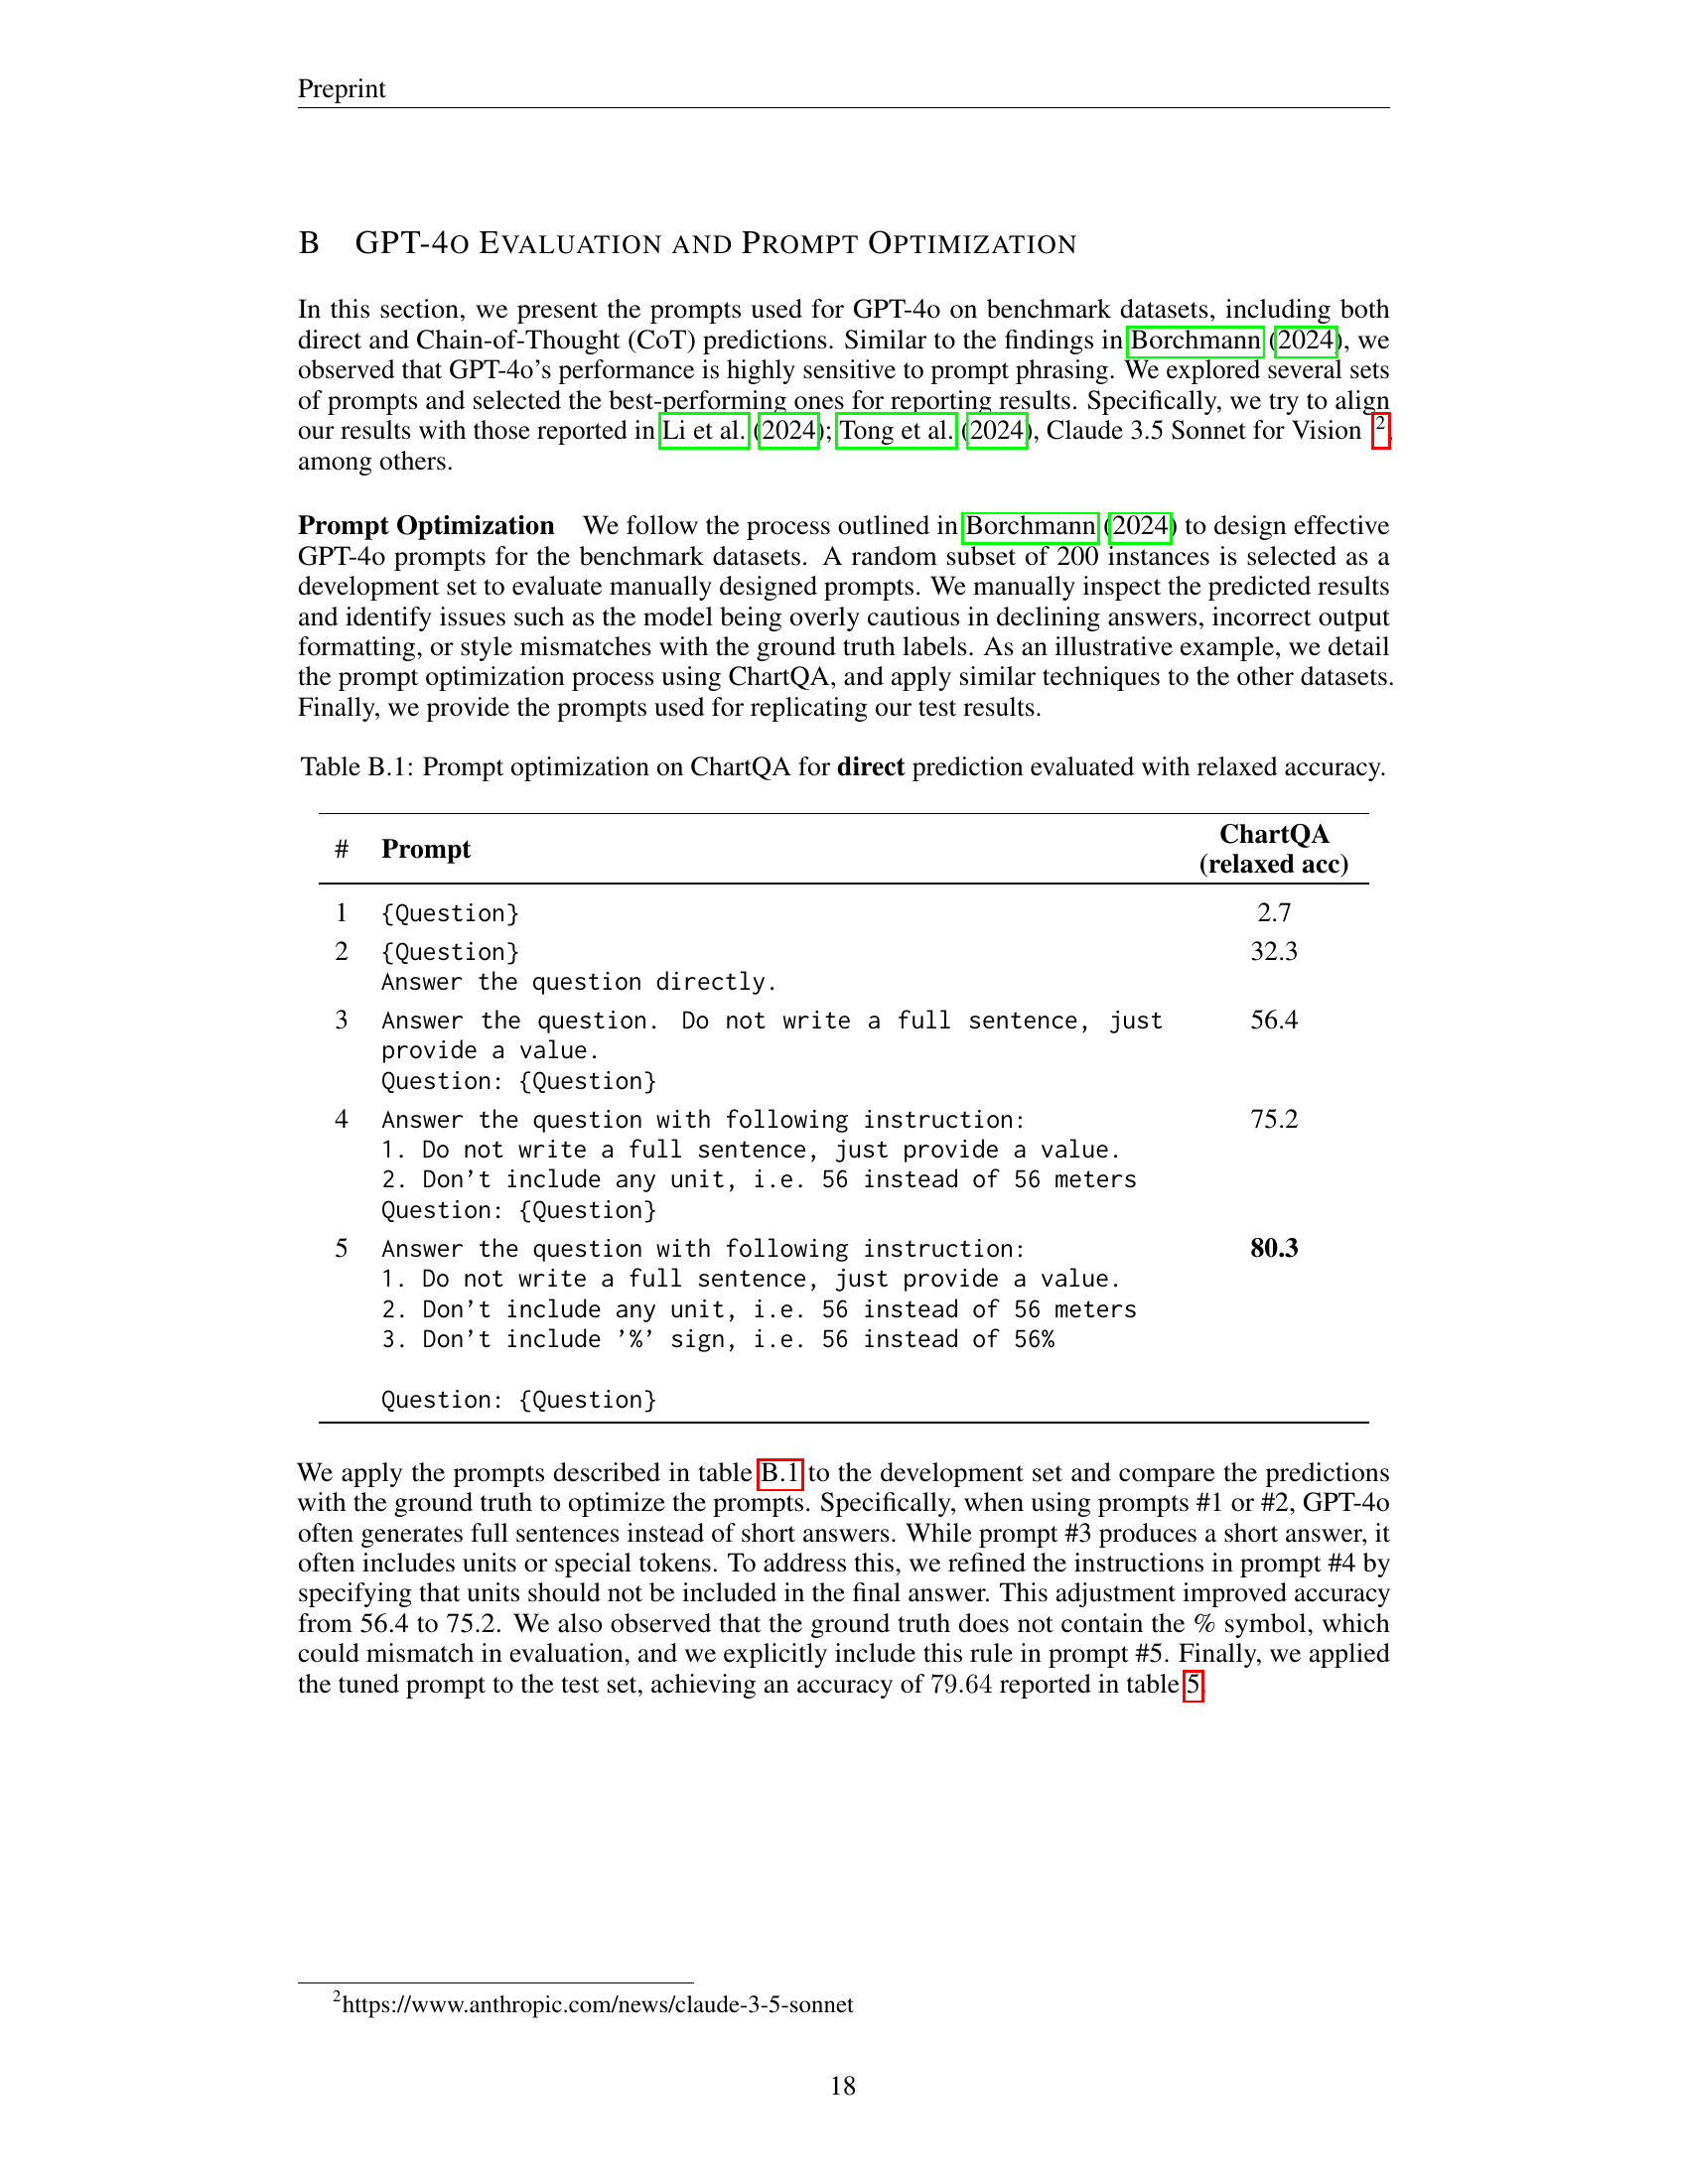 Preprint
B GPT-4O EVALUATION AND PROMPT OPTIMIZATION
In this section, we present the prompts used for GPT-4o on benchmark datasets, including both
direct and Chain-of-Thought (CoT) predictions. Similar to the findings in Borchmann (2024), we
observed that GPT-4o's performance is highly sensitive to prompt phrasing. We explored several sets
of prompts and selected the best-performing ones for reporting results. Specifically, we try to align
our results with those reported in Li et al. (2024); Tong et al. (2024), Claude 3.5 Sonnet for Vision 2,
among others.
Prompt Optimization We follow the process outlined in Borchmann (2024) to design effective
GPT-4o prompts for the benchmark datasets. A random subset of 200 instances is selected as a
development set to evaluate manually designed prompts. We manually inspect the predicted results
and identify issues such as the model being overly cautious in declining answers, incorrect output
formatting, or style mismatches with the ground truth labels. As an illustrative example, we detail
the prompt optimization process using ChartQA, and apply similar techniques to the other datasets.
Finally, we provide the prompts used for replicating our test results.
Table B.1: Prompt optimization on ChartQA for direct prediction evaluated with relaxed accuracy.
# Prompt ChartQA
(relaxed acc)
1 {Question} 2.7
2 {Question} 32.3
Answer the question directly.
3 Answer the question. Do not write a full sentence, just 56.4
provide a value.
Question: {Question}
4 Answer the question with following instruction: 75.2
1. Do not write a full sentence, just provide a value.
2. Don't include any unit, i.e. 56 instead of 56 meters
Question: {Question}
5 Answer the question with following instruction: 80.3
1. Do not write a full sentence, just provide a value.
2. Don't include any unit, i.e. 56 instead of 56 meters
3. Don't include '%' sign, i.e. 56 instead of 56%
Question: {Question}
We apply the prompts described in table B.1 to the development set and compare the predictions
with the ground truth to optimize the prompts. Specifically, when using prompts #1 or #2, GPT-4o
often generates full sentences instead of short answers. While prompt #3 produces a short answer, it
often includes units or special tokens. To address this, we refined the instructions in prompt #4 by
specifying that units should not be included in the final answer. This adjustment improved accuracy
from 56.4 to 75.2. We also observed that the ground truth does not contain the % symbol, which
could mismatch in evaluation, and we explicitly include this rule in prompt #5. Finally, we applied
the tuned prompt to the test set, achieving an accuracy of 79.64 reported in table 5.
2https://www.anthropic.com/news/claude-3-5-sonnet
18